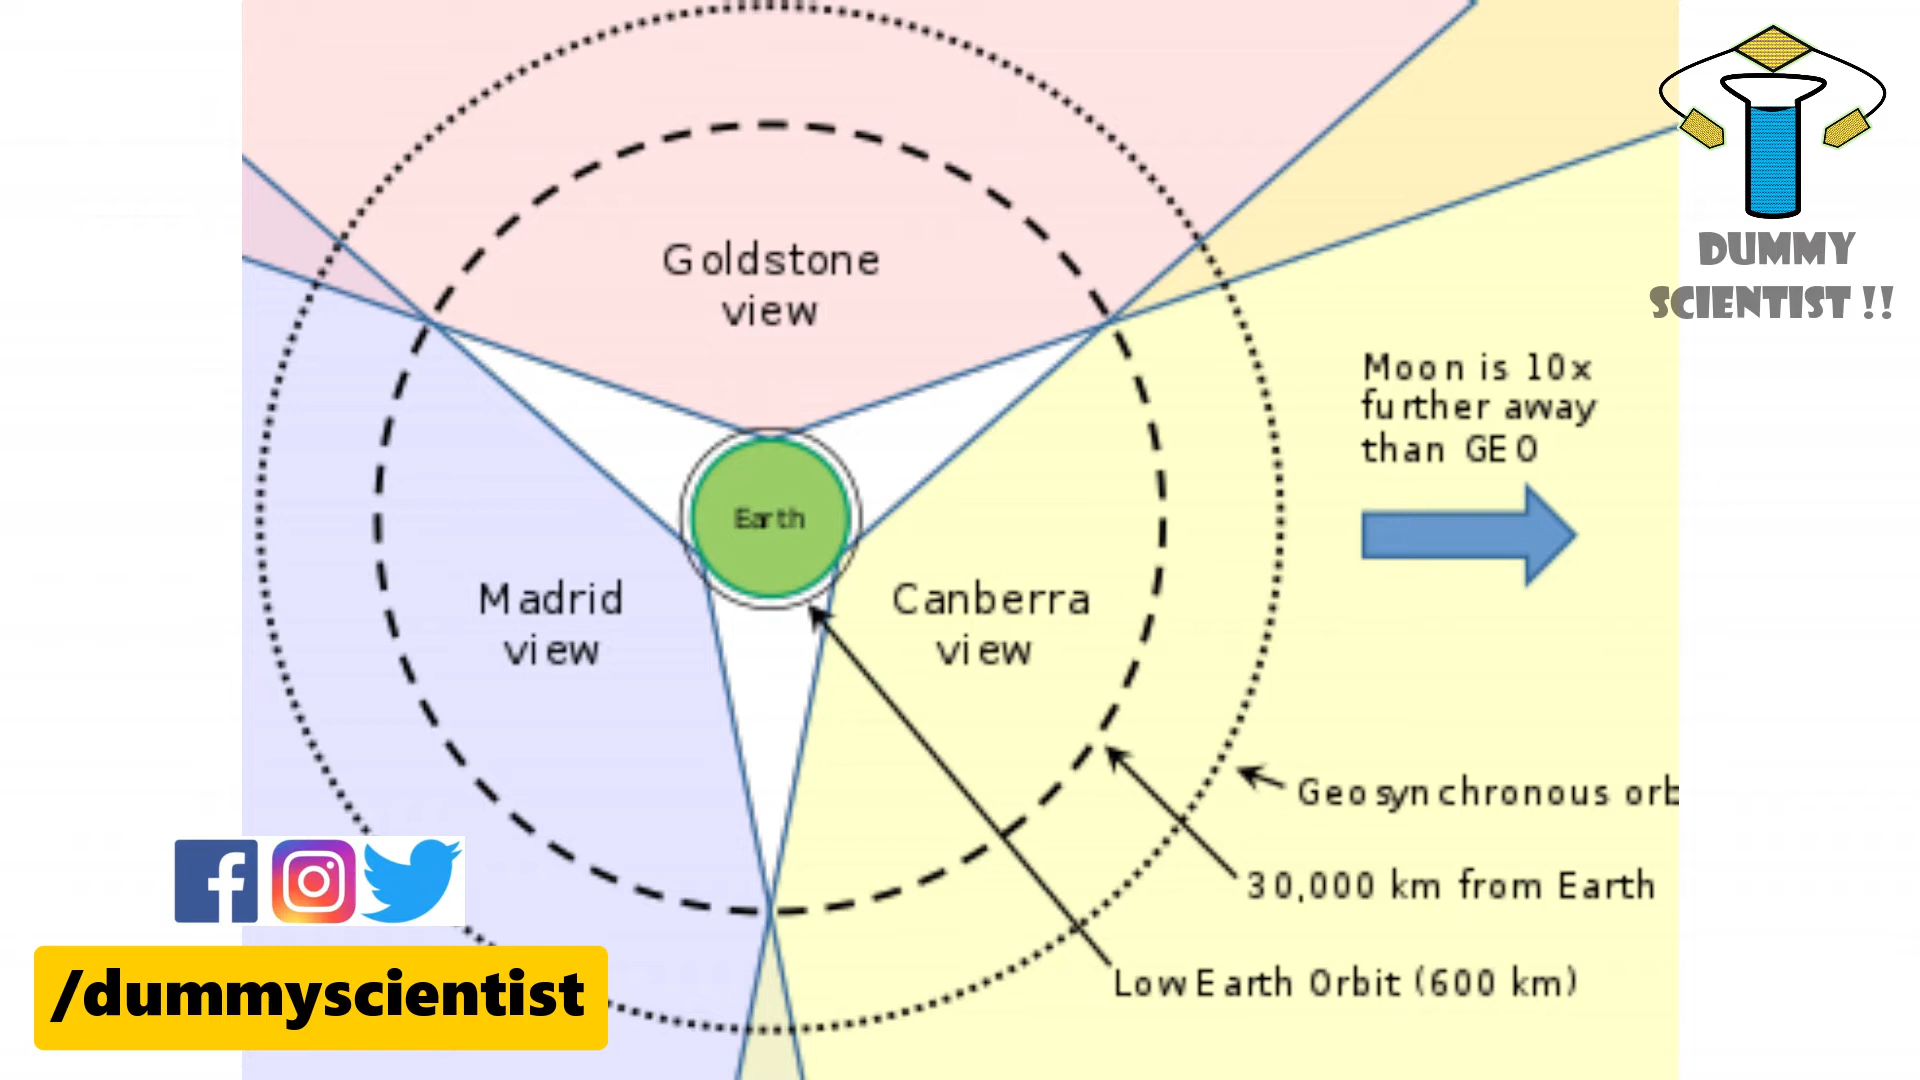 Goldstone
view
DUMMY
SCIENTIST !!
Moon is 10x
further away
than GEO
Earth
Madrid
view
Canberra
view
Geosynchronous orb
30,000 km from Earth
Low Earth Orbit (600 km)
/dummyscientist